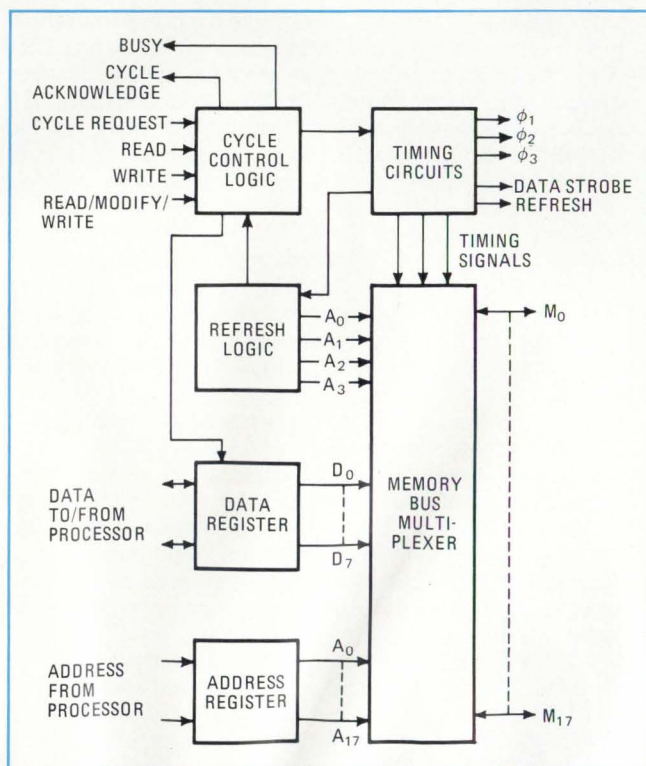 BUSY
CYCLE
ACKNOWLEDGE
CYCLE REQUEST
READ
WRITE
READ/MODIFY/
WRITE
CYCLE
CONTROL
LOGIC
TIMING
CIRCUITS
ϕ1
ϕ2
ϕ3
DATA STROBE
REFRESH
TIMING
SIGNALS
REFRESH
LOGIC
A0
A1
A2
A3
M0
DATA
TO/FROM
PROCESSOR
DATA
REGISTER
D0
D7
MEMORY
BUS
MULTI-
PLEXER
ADDRESS
FROM
PROCESSOR
ADDRESS
REGISTER
A0
A17
M17